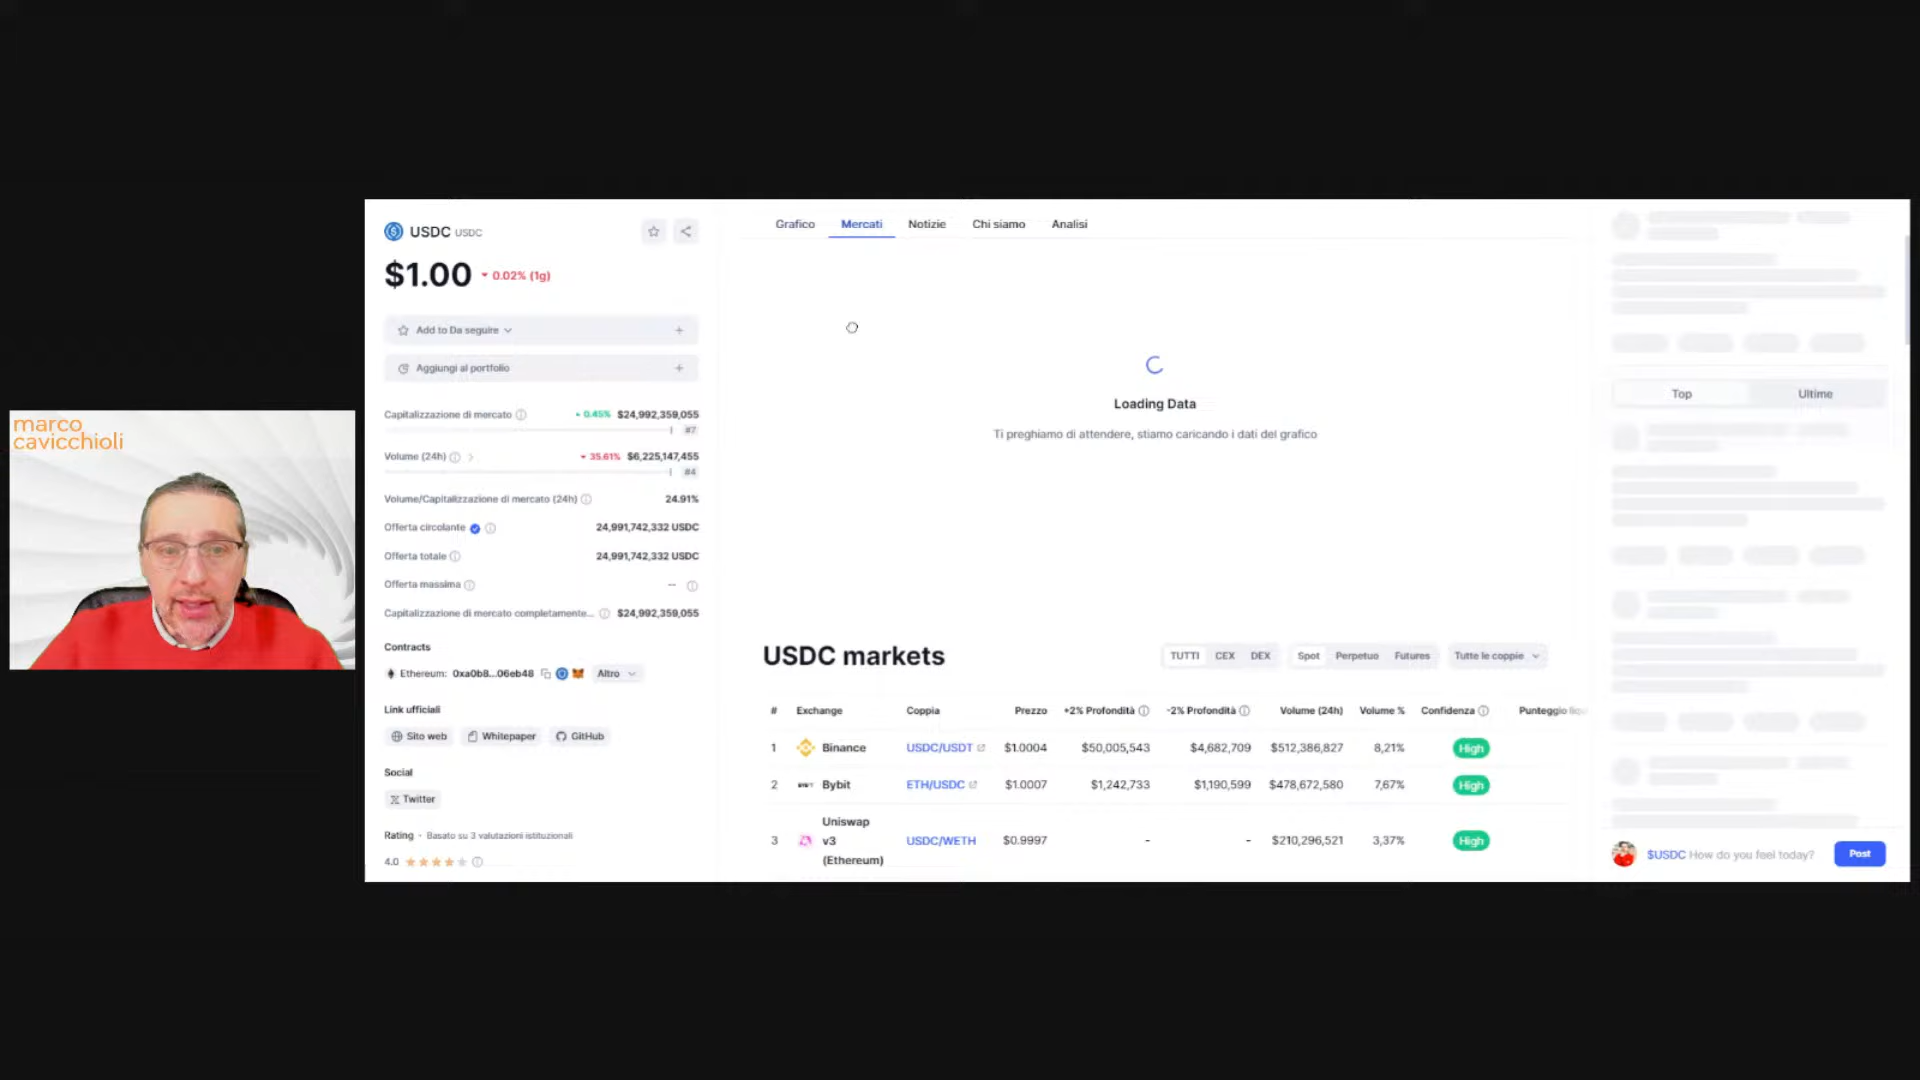 marco
cavicchioli
USDC USDC
$1.00 0.02% (1g)
Add to Da seguire
Aggiungi al portfolio
Capitalizzazione di mercato 0.45% $24,992,359,055
#7
Volume (24h) 35.61% $6,225,147,455
#4
Volume/Capitalizzazione di mercato (24h) 24.91%
Offerta circolante 24,991,742,332 USDC
Offerta totale 24,991,742,332 USDC
Offerta massima --
Capitalizzazione di mercato completamente... $24,992,359,055
Contracts
Ethereum: 0xa0b8...06eb48 Altro
Link ufficiali
Sito web Whitepaper GitHub
Social
Twitter
Rating · Basato su 3 valutazioni istituzionali
4.0
Grafico Mercati Notizie Chi siamo Analisi
Loading Data
Ti preghiamo di attendere, stiamo caricando i dati del grafico
USDC markets TUTTI CEX DEX Spot Perpetuo Futures Tutte le coppie
# Exchange Coppia Prezzo +2% Profondità -2% Profondità Volume (24h) Volume % Confidenza Punteggio
1 Binance USDC/USDT $1.0004 $50,005,543 $4,682,709 $512,386,827 8,21% High
2 Bybit ETH/USDC $1.0007 $1,242,733 $1,190,599 $478,672,580 7,67% High
3 Uniswap v3 (Ethereum) USDC/WETH $0.9997 - - $210,296,521 3,37% High
Top Ultime
$USDC How do you feel today? Post